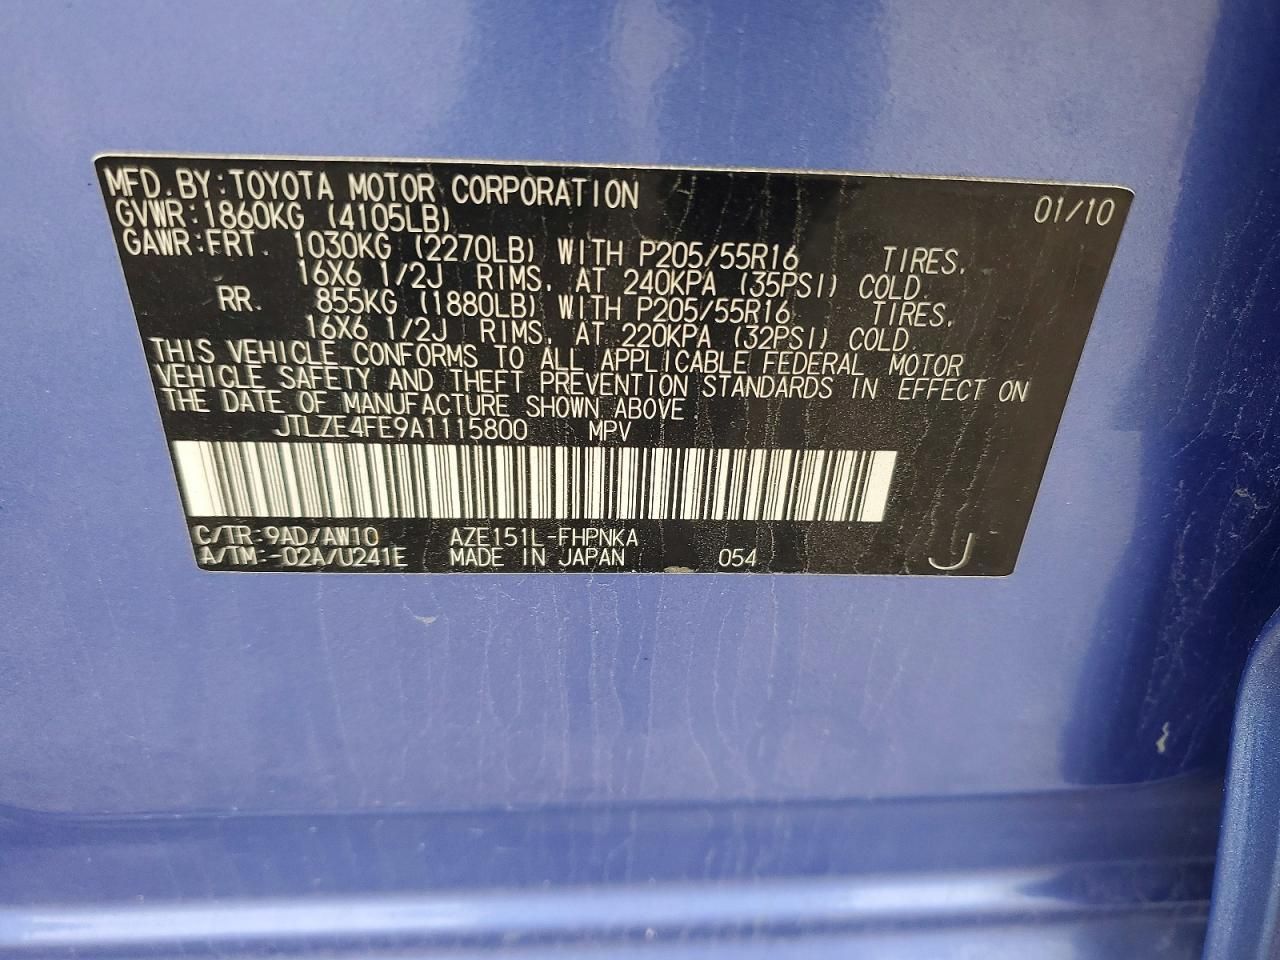 MFD. BY: TOYOTA MOTOR CORPORATION 01/10
GVWR: 1860KG (4105LB)
GAWR: FRT. 1030KG (2270LB) WITH P205/55R16 TIRES,
16X6 1/2J RIMS, AT 240KPA (35PSI) COLD.
RR. 855KG (1880LB) WITH P205/55R16 TIRES,
16X6 1/2J RIMS, AT 220KPA (32PSI) COLD.
THIS VEHICLE CONFORMS TO ALL APPLICABLE FEDERAL MOTOR
VEHICLE SAFETY AND THEFT PREVENTION STANDARDS IN EFFECT ON
THE DATE OF MANUFACTURE SHOWN ABOVE
JTLZE4FE9A1115800 MPV
C/TR: 9AD/AW10 AZE151L-FHPNKA
A/TM: -02A/U241E MADE IN JAPAN 054 J